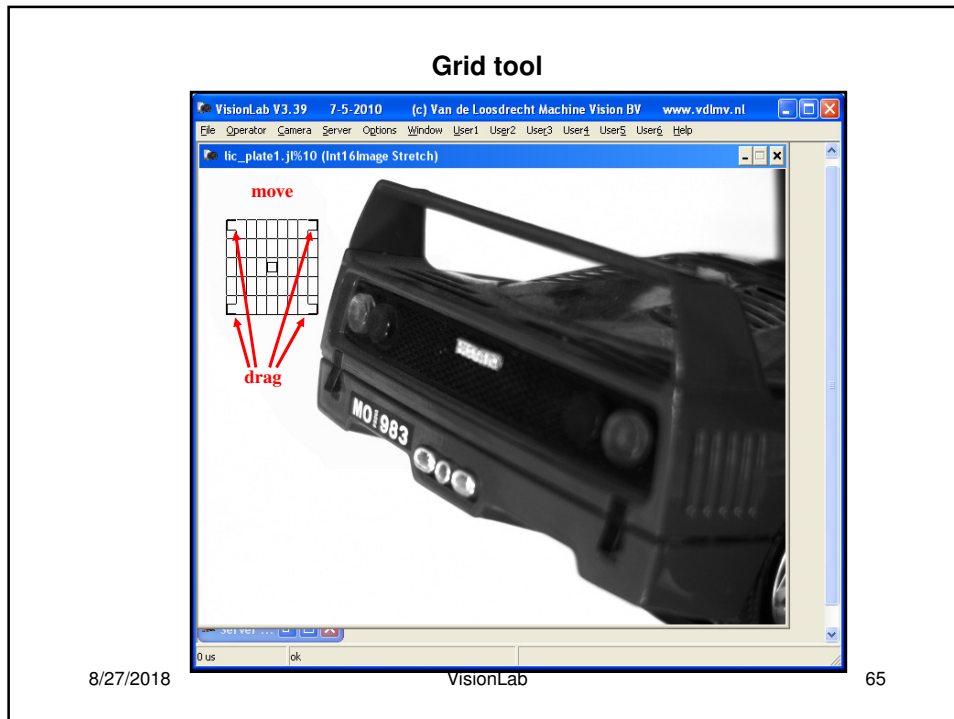 Grid tool
VisionLab V3.39 7-5-2010 (c) Van de Loosdrecht Machine Vision BV www.vdlmv.nl
File Operator Camera Server Options Window User1 User2 User3 User4 User5 User6 Help
lic_plate1.jl%10 (Int16Image Stretch)
move
drag
MO 983
Server ...
0 us ok
8/27/2018 VisionLab 65